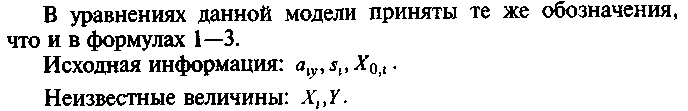 В уравнениях данной модели приняты те же обозначения,
что и в формулах 1—3.
Исходная информация: a_{iy}, s_i, X_{0,i}.
Неизвестные величины: X_i, Y.